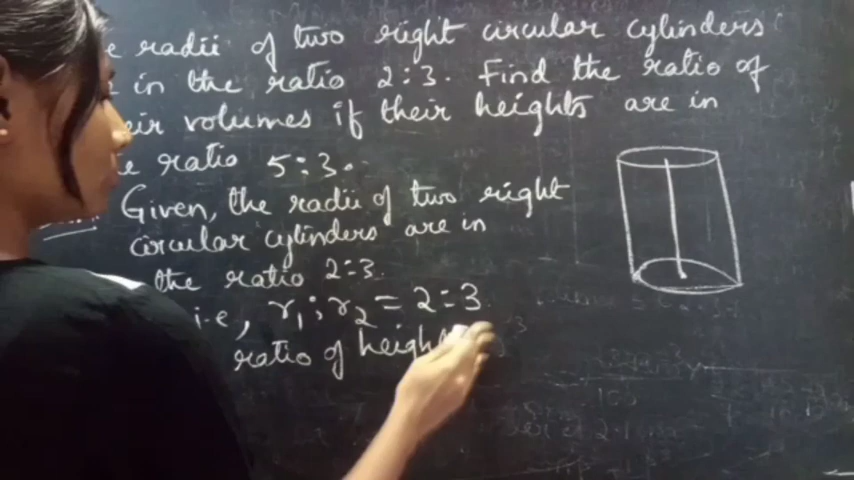 radii of two right circular cylinders
in the ratio 2:3. Find the ratio of
volumes if their heights are in
ratio 5:3.
Given, the radii of two right
circular cylinders are in
the ratio 2:3.
i.e, r₁:r₂ = 2:3
ratio of height